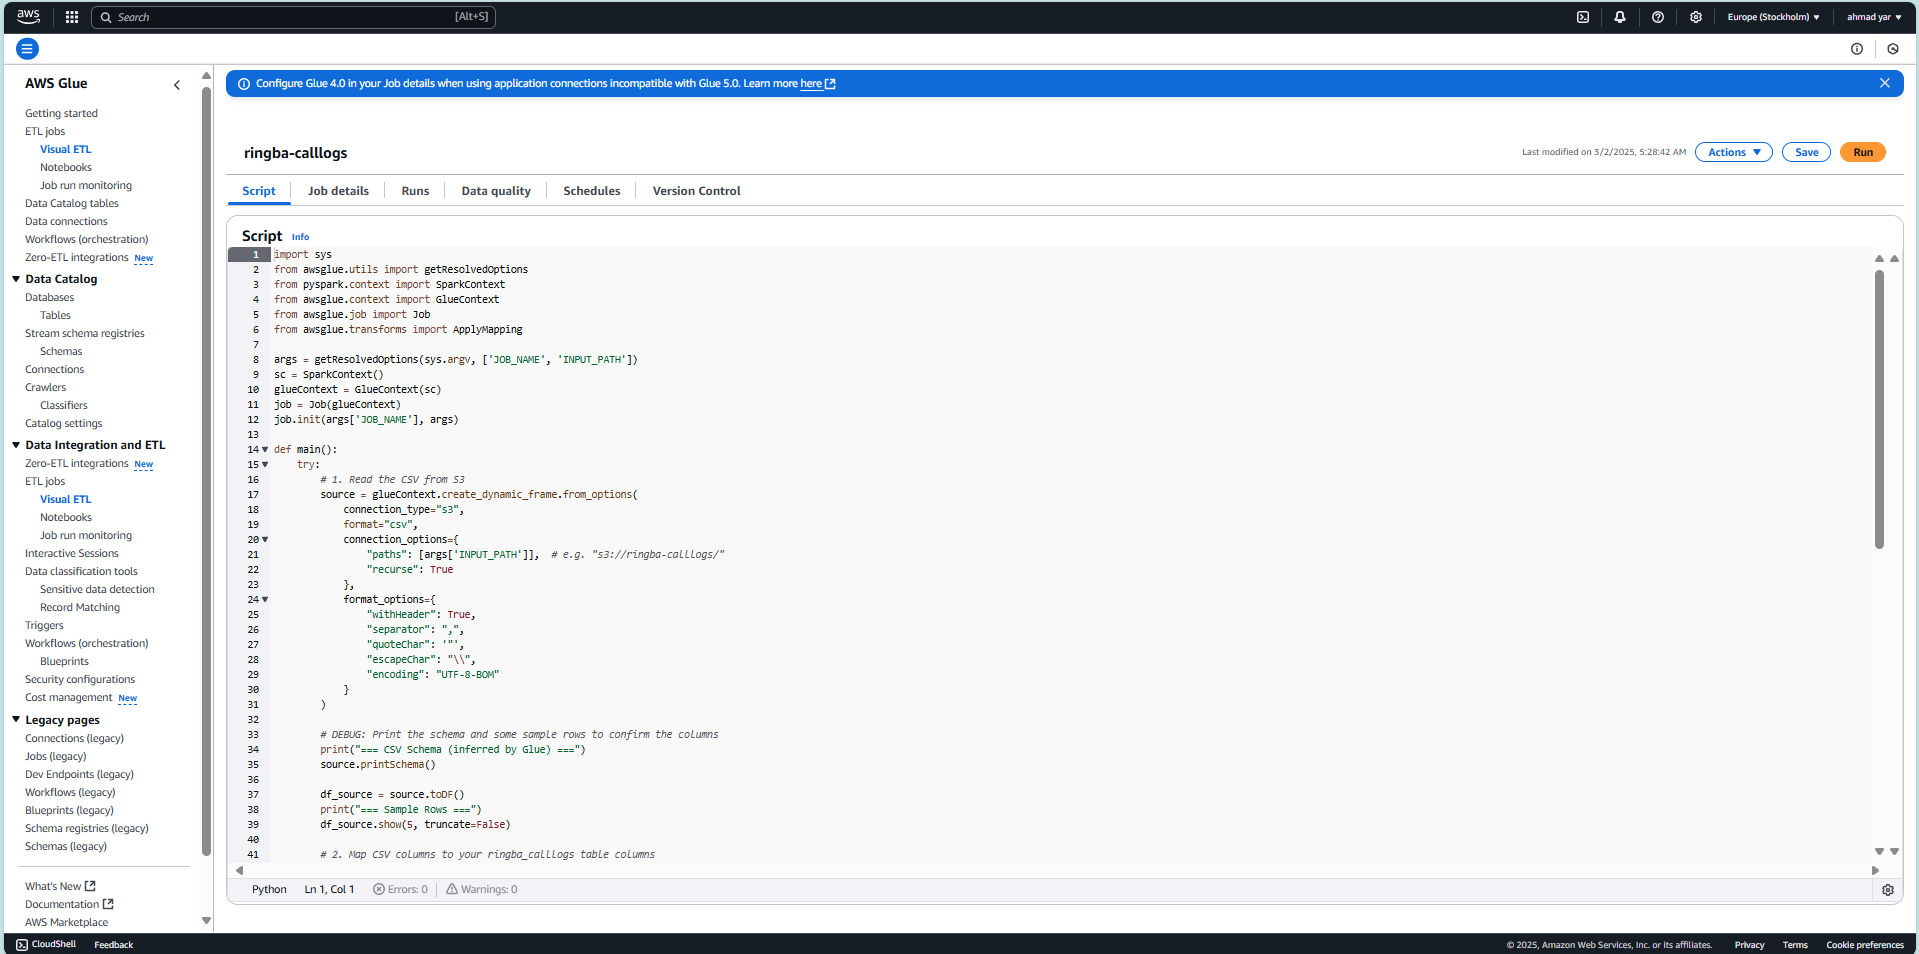 aws
Search
[Alt+S]
Europe (Stockholm)
ahmad yar
AWS Glue
Getting started
ETL jobs
Visual ETL
Notebooks
Job run monitoring
Data Catalog tables
Data connections
Workflows (orchestration)
Zero-ETL integrations New
Data Catalog
Databases
Tables
Stream schema registries
Schemas
Connections
Crawlers
Classifiers
Catalog settings
Data Integration and ETL
Zero-ETL integrations New
ETL jobs
Visual ETL
Notebooks
Job run monitoring
Interactive Sessions
Data classification tools
Sensitive data detection
Record Matching
Triggers
Workflows (orchestration)
Blueprints
Security configurations
Cost management New
Legacy pages
Connections (legacy)
Jobs (legacy)
Dev Endpoints (legacy)
Workflows (legacy)
Blueprints (legacy)
Schema registries (legacy)
Schemas (legacy)
What's New
Documentation
AWS Marketplace
Configure Glue 4.0 in your Job details when using application connections incompatible with Glue 5.0. Learn more here
ringba-calllogs
Last modified on 3/2/2025, 5:28:42 AM
Actions
Save
Run
Script
Job details
Runs
Data quality
Schedules
Version Control
Script Info
1 import sys
2 from awsglue.utils import getResolvedOptions
3 from pyspark.context import SparkContext
4 from awsglue.context import GlueContext
5 from awsglue.job import Job
6 from awsglue.transforms import ApplyMapping
7
8 args = getResolvedOptions(sys.argv, ['JOB_NAME', 'INPUT_PATH'])
9 sc = SparkContext()
10 glueContext = GlueContext(sc)
11 job = Job(glueContext)
12 job.init(args['JOB_NAME'], args)
13
14 def main():
15 try:
16 # 1. Read the CSV from S3
17 source = glueContext.create_dynamic_frame.from_options(
18 connection_type="s3",
19 format="csv",
20 connection_options={
21 "paths": [args['INPUT_PATH']], # e.g. "s3://ringba-calllogs/"
22 "recurse": True
23 },
24 format_options={
25 "withHeader": True,
26 "separator": ",",
27 "quoteChar": '"',
28 "escapeChar": "\\",
29 "encoding": "UTF-8-BOM"
30 }
31 )
32
33 # DEBUG: Print the schema and some sample rows to confirm the columns
34 print("=== CSV Schema (inferred by Glue) ===")
35 source.printSchema()
36
37 df_source = source.toDF()
38 print("=== Sample Rows ===")
39 df_source.show(5, truncate=False)
40
41 # 2. Map CSV columns to your ringba_calllogs table columns
Python Ln 1, Col 1 Errors: 0 Warnings: 0
CloudShell
Feedback
© 2025, Amazon Web Services, Inc. or its affiliates.
Privacy
Terms
Cookie preferences